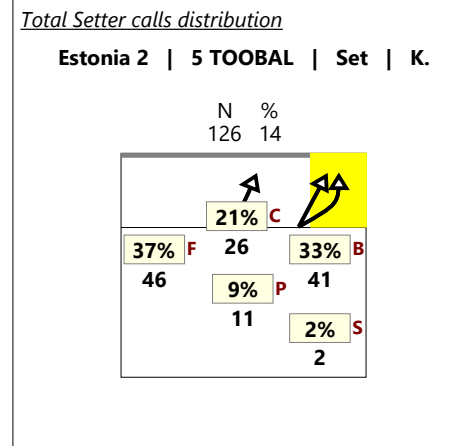 Total Setter calls distribution
Estonia 2 | 5 TOOBAL | Set | K.
N %
126 14
21% C
26
37% F
46
33% B
41
9% P
11
2% S
2